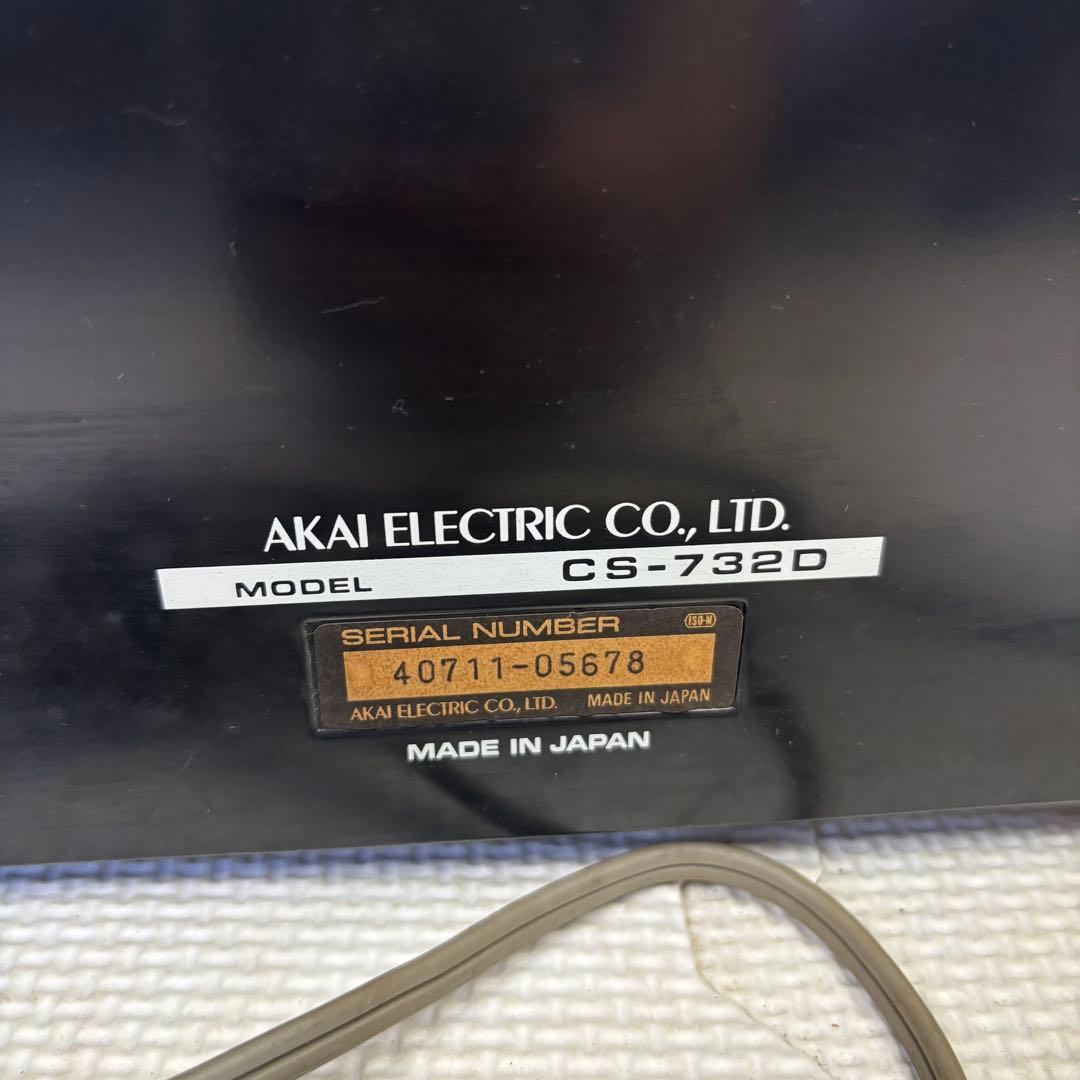 AKAI ELECTRIC CO., LTD.
MODEL CS-732D
SERIAL NUMBER ISO-M
40711-05678
AKAI ELECTRIC CO., LTD. MADE IN JAPAN
MADE IN JAPAN